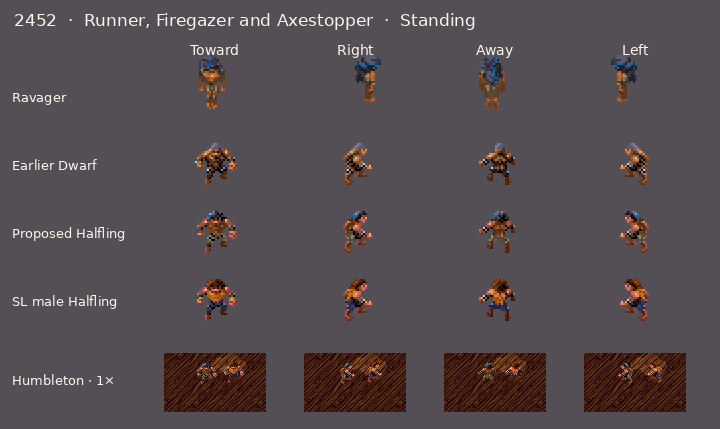 2452 · Runner, Firegazer and Axestopper · Standing
Toward Right Away Left
Ravager
Earlier Dwarf
Proposed Halfling
SL male Halfling
Humbleton · 1×